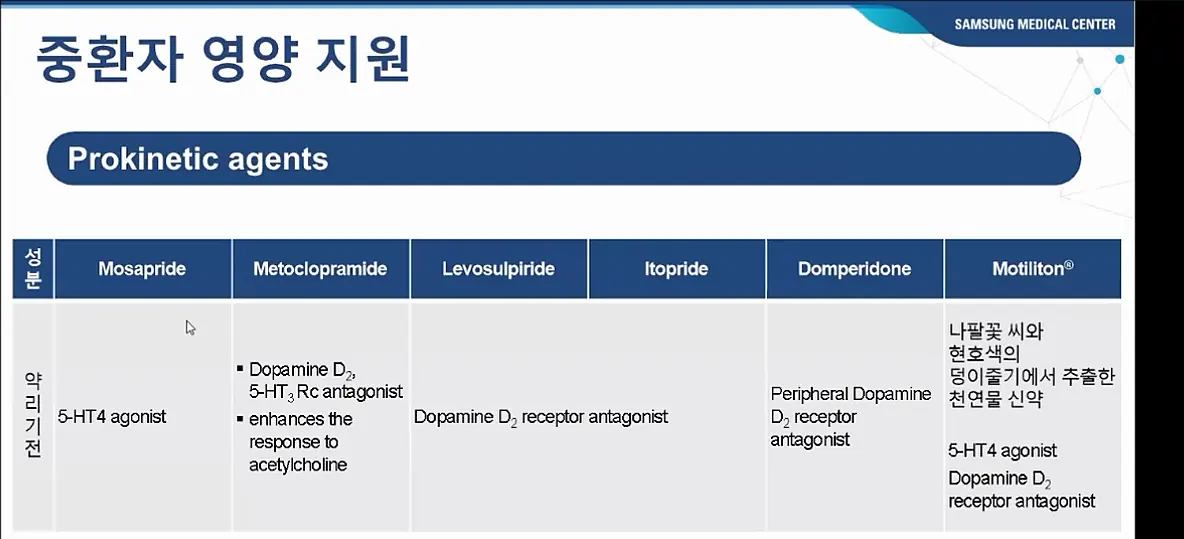 SAMSUNG MEDICAL CENTER
중환자 영양 지원
Prokinetic agents
성분
Mosapride
Metoclopramide
Levosulpiride
Itopride
Domperidone
Motiliton®
약리기전
5-HT4 agonist
▪ Dopamine D₂,
5-HT₃ Rc antagonist
▪ enhances the
response to
acetylcholine
Dopamine D₂ receptor antagonist
Peripheral Dopamine
D₂ receptor
antagonist
나팔꽃 씨와
현호색의
덩이줄기에서 추출한
천연물 신약
5-HT4 agonist
Dopamine D₂
receptor antagonist